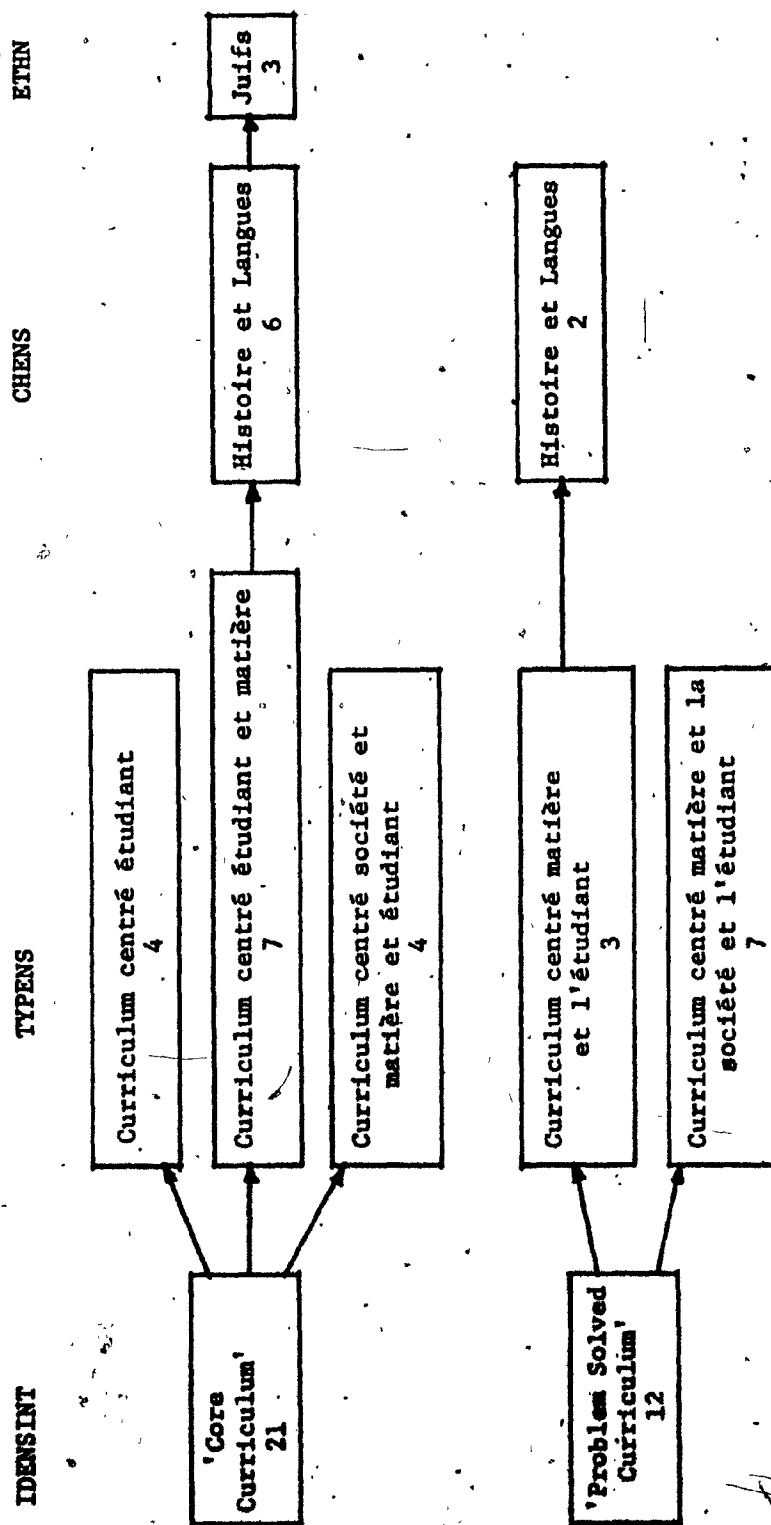 IDENSINT
TYPENS
CHENS
ETHN
'Core
Curriculum'
21
Curriculum centré étudiant
4
Curriculum centré étudiant et matière
7
Curriculum centré société et
matière et étudiant
4
Histoire et Langues
6
Juifs
3
'Problem Solved
Curriculum'
12
Curriculum centré matière
et l'étudiant
3
Curriculum centré matière et la
société et l'étudiant
7
Histoire et Langues
2